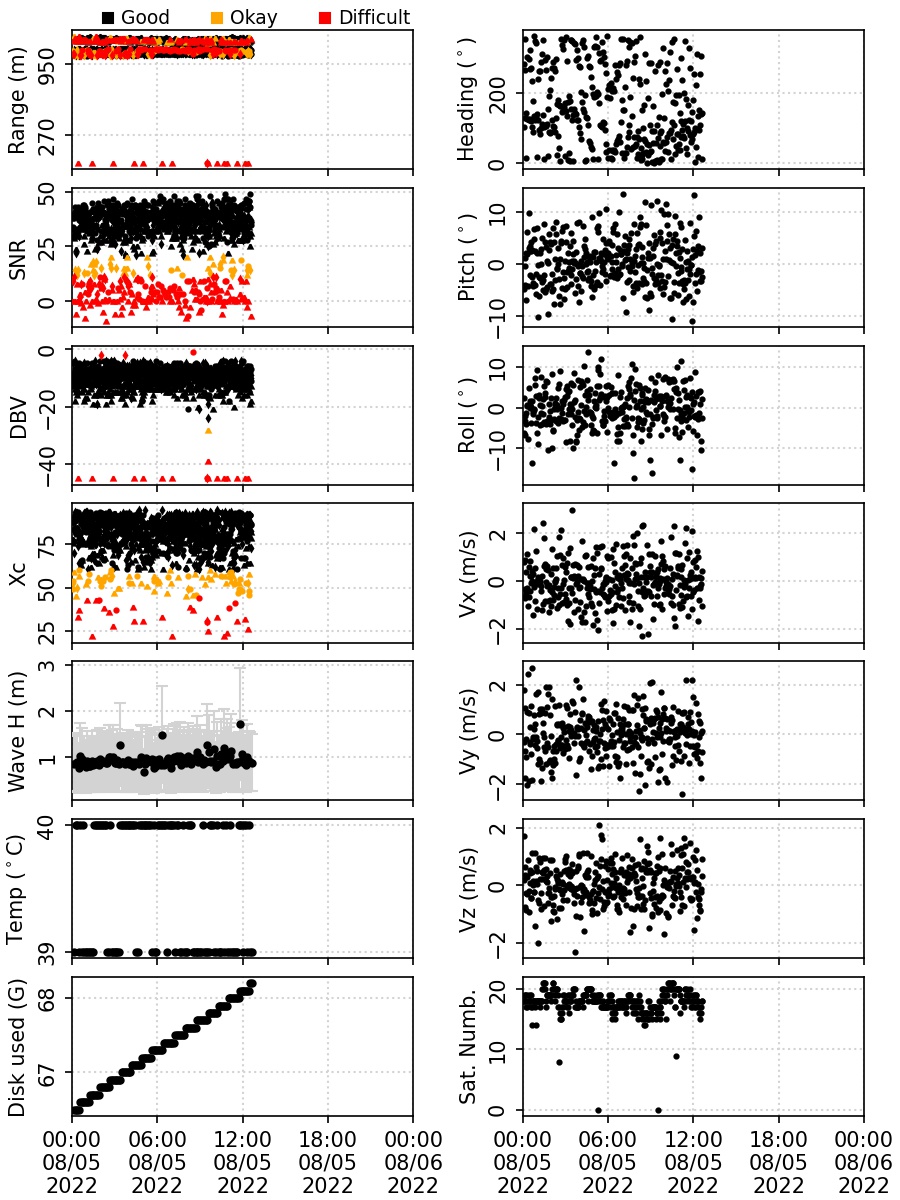 Good Okay Difficult
Range (m)
950
270
Heading (°)
200
0
SNR
50
25
0
Pitch (°)
10
0
−10
DBV
0
−20
−40
Roll (°)
10
0
−10
Xc
75
50
25
Vx (m/s)
2
0
−2
Wave H (m)
3
2
1
Vy (m/s)
2
0
−2
Temp (°C)
40
39
Vz (m/s)
2
0
−2
Disk used (G)
68
67
Sat. Numb.
20
10
0
00:00 06:00 12:00 18:00 00:00
08/05 08/05 08/05 08/05 08/06
2022 2022 2022 2022 2022
00:00 06:00 12:00 18:00 00:00
08/05 08/05 08/05 08/05 08/06
2022 2022 2022 2022 2022